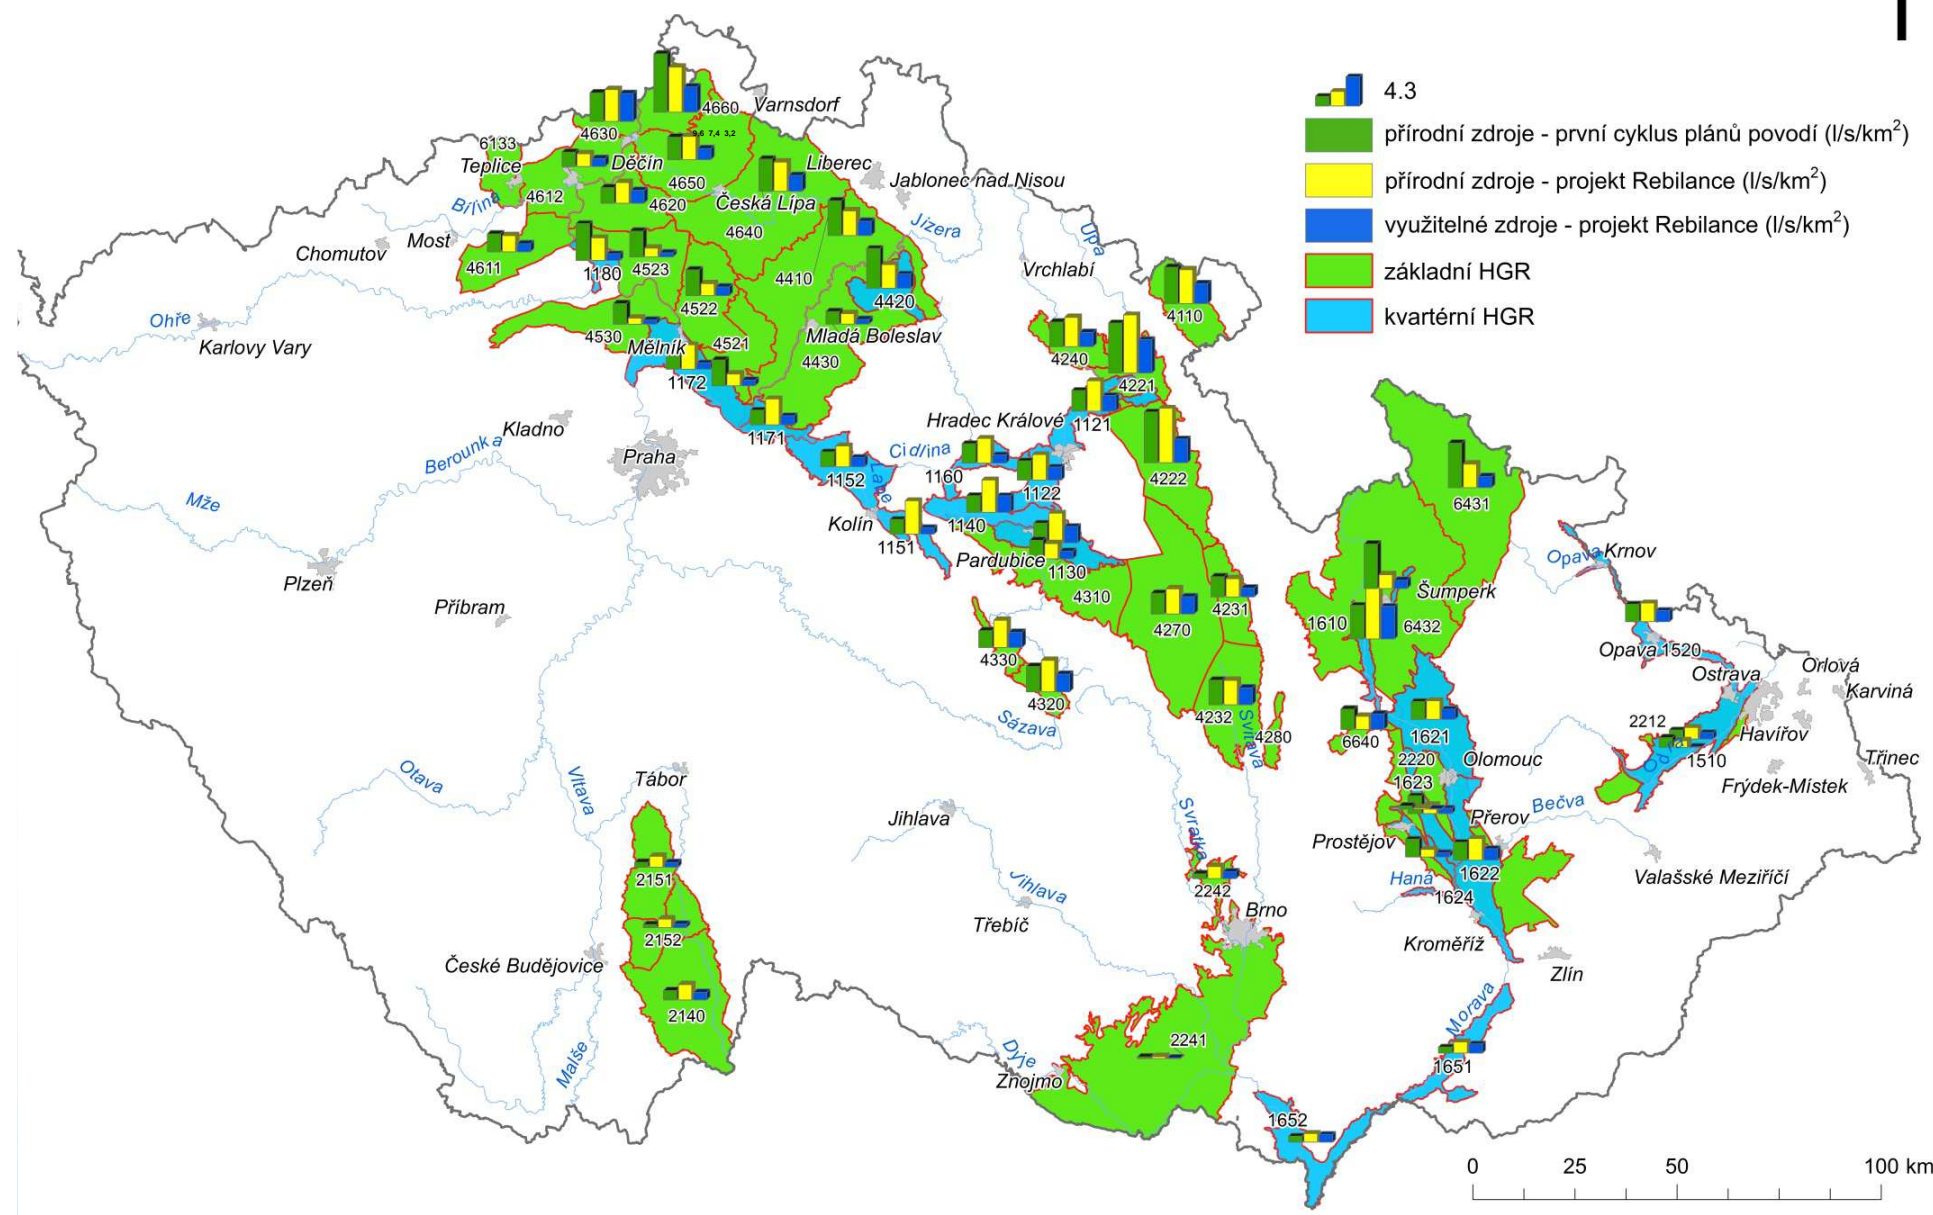 4.3
přírodní zdroje - první cyklus plánů povodí (l/s/km²)
přírodní zdroje - projekt Rebilance (l/s/km²)
využitelné zdroje - projekt Rebilance (l/s/km²)
základní HGR
kvartérní HGR
4660
Varnsdorf
4630
9,6 7,4 3,2
6133
Teplice
Děčín
Liberec
4650
Jablonec nad Nisou
4612
4620
Česká Lípa
Bílina
Jizera
Úpa
4640
Most
Chomutov
4611
1180
4523
Vrchlabí
4410
4420
4522
4110
Ohře
4530
Mladá Boleslav
Karlovy Vary
Mělník
4521
4430
4240
1172
4221
Hradec Králové
1121
Kladno
1171
Berounka
Praha
Cidlina
1152
1160
1122
4222
Labe
6431
Mže
Kolín
1140
1151
Pardubice
1130
Opava
Krnov
Plzeň
Šumperk
4310
4231
Příbram
4270
1610
6432
4330
Opava
1520
Orlová
Ostrava
Karviná
4320
4232
Sázava
Svitava
4280
6640
1621
2212
Havířov
1510
Odra
2220
Olomouc
Třinec
1623
Frýdek-Místek
Otava
Vltava
Tábor
Bečva
Jihlava
Svratka
Přerov
Prostějov
2151
1622
Valašské Meziříčí
Haná
2242
1624
Jihlava
Třebíč
Brno
2152
Kroměříž
České Budějovice
Zlín
2140
Morava
2241
Malše
Dyje
1651
Znojmo
1652
0 25 50 100 km